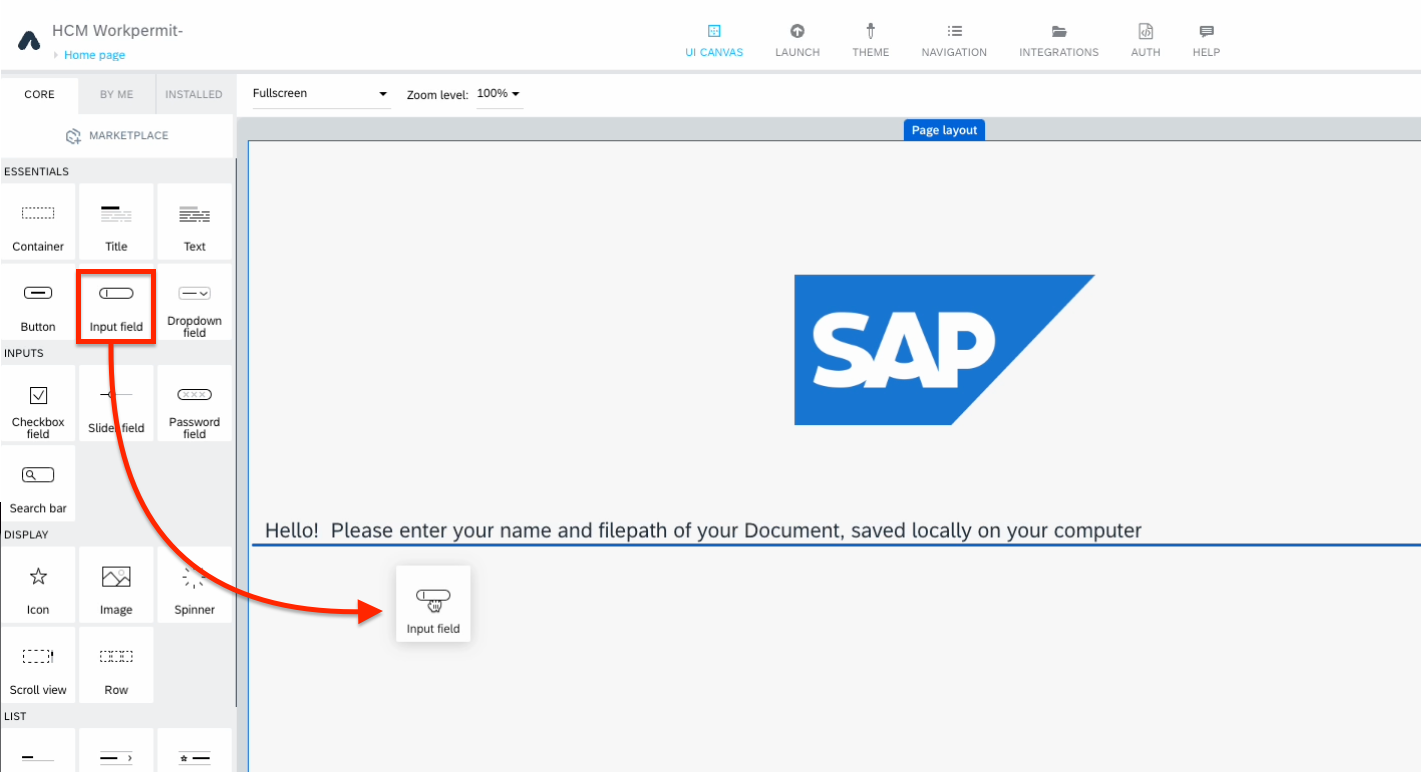 HCM Workpermit-
Home page
UI CANVAS LAUNCH THEME NAVIGATION INTEGRATIONS AUTH HELP
CORE BY ME INSTALLED
Fullscreen Zoom level: 100%
MARKETPLACE
Page layout
ESSENTIALS
Container Title Text
Button Input field Dropdown
field
INPUTS
Checkbox
field
Slider field
Password
field
Search bar
DISPLAY
Icon Image Spinner
Scroll view Row
LIST
SAP
Hello! Please enter your name and filepath of your Document, saved locally on your computer
Input field